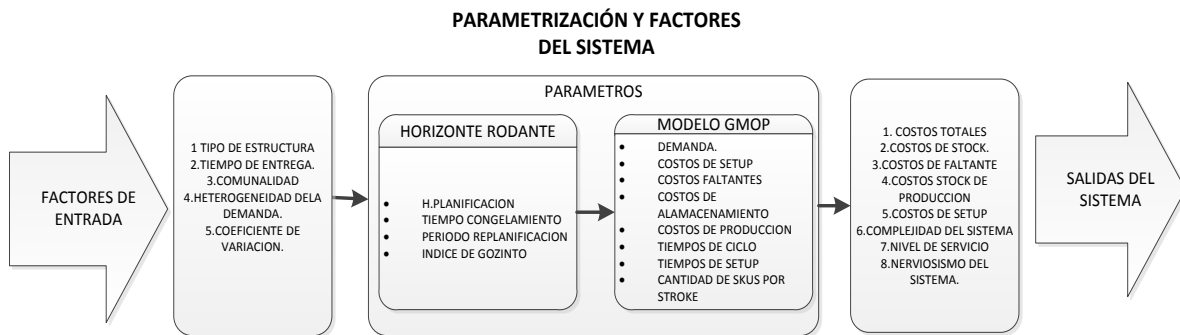 PARAMETRIZACIÓN Y FACTORES
DEL SISTEMA
FACTORES DE
ENTRADA
1 TIPO DE ESTRUCTURA
2.TIEMPO DE ENTREGA.
3.COMUNALIDAD
4.HETEROGENEIDAD DELA
DEMANDA.
5.COEFICIENTE DE
VARIACION.
PARAMETROS
HORIZONTE RODANTE
• H.PLANIFICACION
• TIEMPO CONGELAMIENTO
• PERIODO REPLANIFICACION
• INDICE DE GOZINTO
MODELO GMOP
• DEMANDA.
• COSTOS DE SETUP
• COSTOS FALTANTES
• COSTOS DE
ALAMACENAMIENTO
• COSTOS DE PRODUCCION
• TIEMPOS DE CICLO
• TIEMPOS DE SETUP
• CANTIDAD DE SKUS POR
STROKE
1. COSTOS TOTALES
2.COSTOS DE STOCK.
3.COSTOS DE FALTANTE
4.COSTOS STOCK DE
PRODUCCION
5.COSTOS DE SETUP
6.COMPLEJIDAD DEL SISTEMA
7.NIVEL DE SERVICIO
8.NERVIOSISMO DEL
SISTEMA.
SALIDAS DEL
SISTEMA